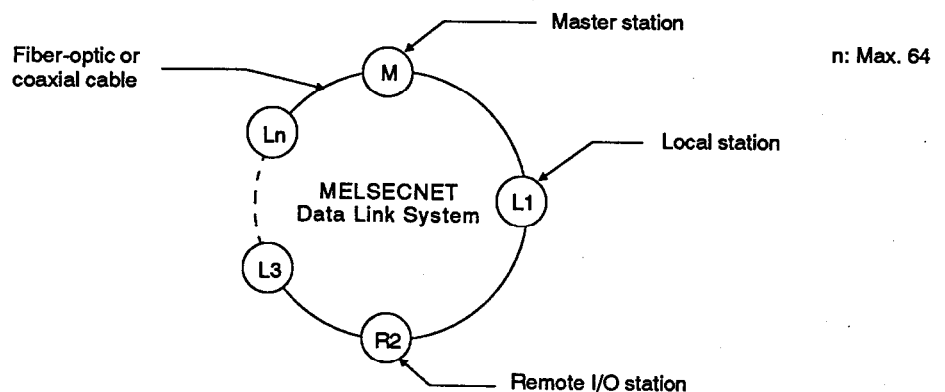 Master station
Fiber-optic or
coaxial cable
n: Max. 64
M
Ln
Local station
MELSECNET
Data Link System
L1
L3
R2
Remote I/O station